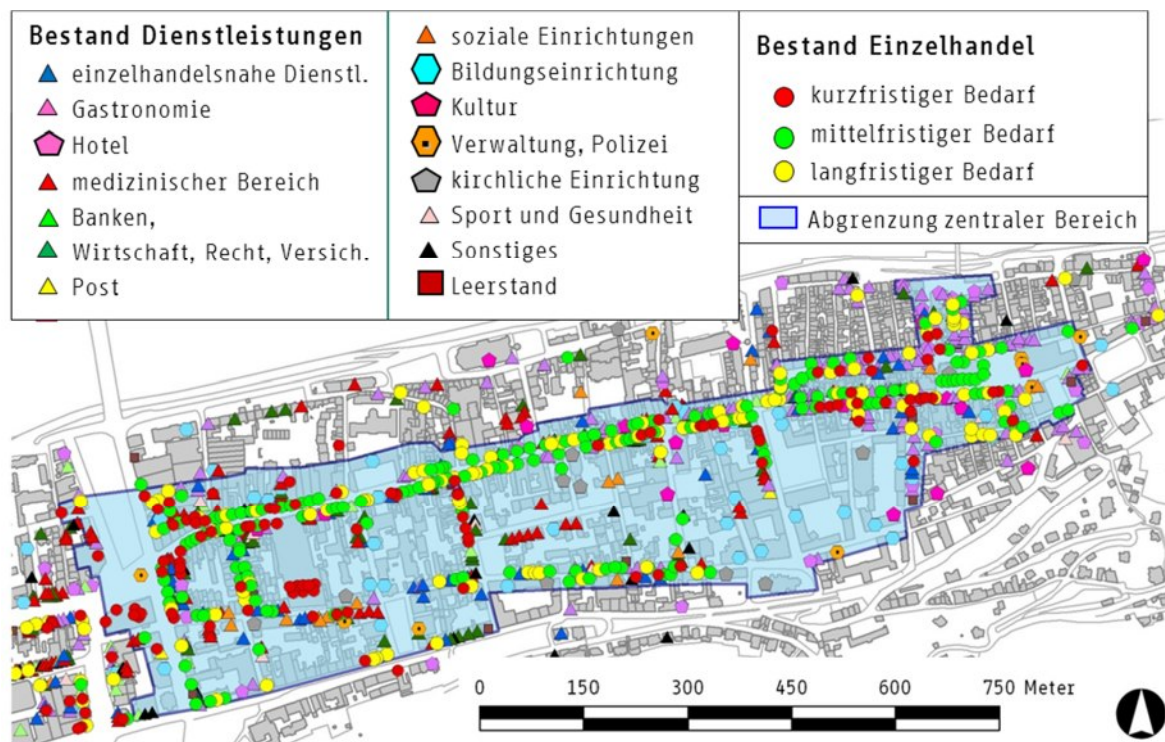 Bestand Dienstleistungen
einzelhandelsnahe Dienstl.
Gastronomie
Hotel
medizinischer Bereich
Banken,
Wirtschaft, Recht, Versich.
Post
soziale Einrichtungen
Bildungseinrichtung
Kultur
Verwaltung, Polizei
kirchliche Einrichtung
Sport und Gesundheit
Sonstiges
Leerstand
Bestand Einzelhandel
kurzfristiger Bedarf
mittelfristiger Bedarf
langfristiger Bedarf
Abgrenzung zentraler Bereich
0 150 300 450 600 750 Meter